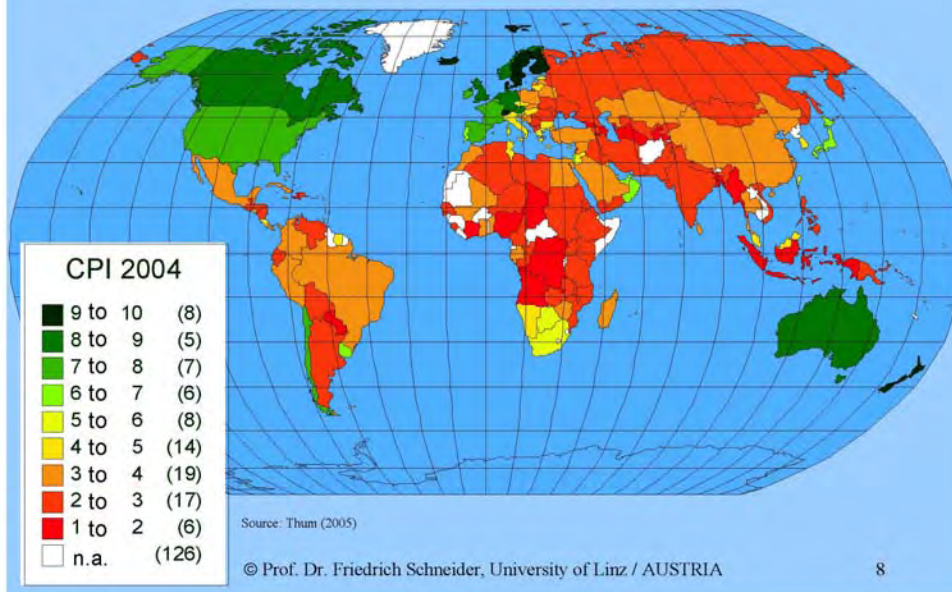 CPI 2004
9 to 10 (8)
8 to 9 (5)
7 to 8 (7)
6 to 7 (6)
5 to 6 (8)
4 to 5 (14)
3 to 4 (19)
2 to 3 (17)
1 to 2 (6)
n.a. (126)
Source: Thum (2005)
© Prof. Dr. Friedrich Schneider, University of Linz / AUSTRIA 8